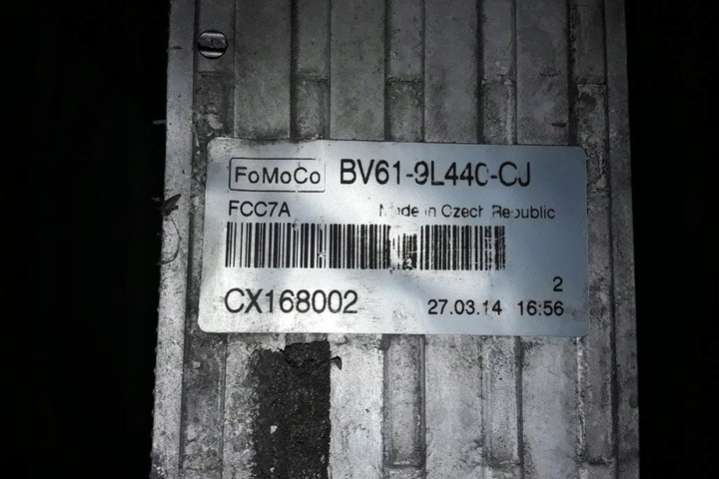 FoMoCo BV61-9L440-CJ
FCC7A Made in Czech Republic
2
CX168002 27.03.14 16:56